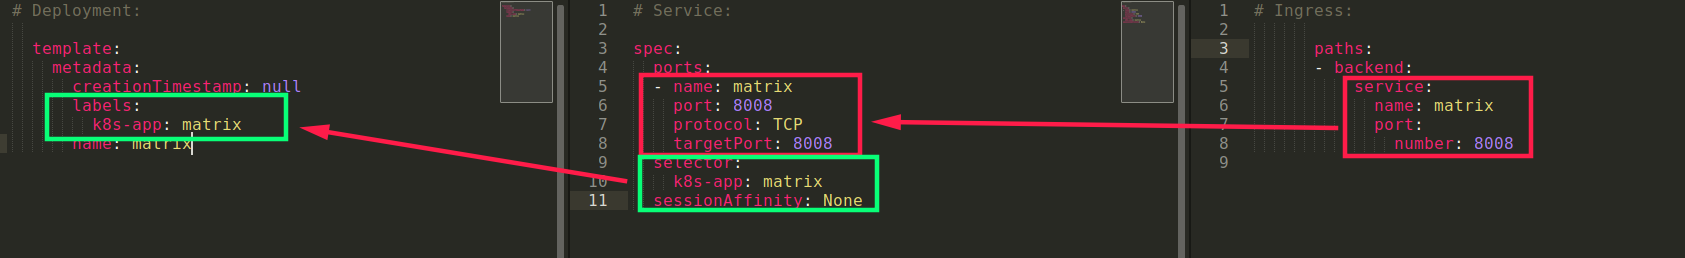 # Deployment:
template:
metadata:
creationTimestamp: null
labels:
k8s-app: matrix
name: matrix
1 # Service:
2
3 spec:
4 ports:
5 - name: matrix
6 port: 8008
7 protocol: TCP
8 targetPort: 8008
9 selector:
10 k8s-app: matrix
11 sessionAffinity: None
1 # Ingress:
2
3 paths:
4 - backend:
5 service:
6 name: matrix
7 port:
8 number: 8008
9